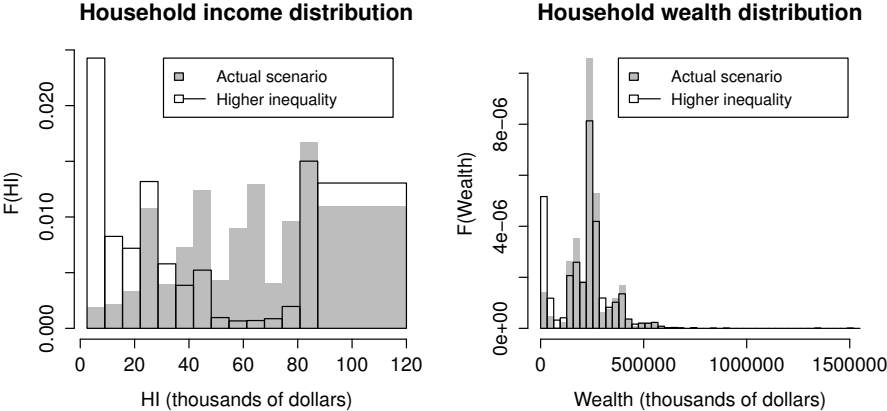 Household income distribution
Actual scenario
Higher inequality
F(HI)
0.000
0.010
0.020
0 20 40 60 80 100 120
HI (thousands of dollars)
Household wealth distribution
Actual scenario
Higher inequality
F(Wealth)
0e+00
4e−06
8e−06
0 500000 1000000 1500000
Wealth (thousands of dollars)